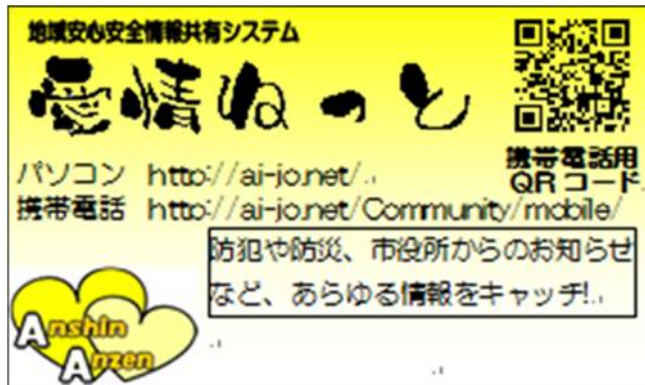 地域安心安全情報共有システム
愛情ねっと
携帯電話用
QRコード
パソコン http://ai-jo.net/
携帯電話 http://ai-jo.net/Community/mobile/
防犯や防災、市役所からのお知らせ
など、あらゆる情報をキャッチ!
Anshin
Anzen